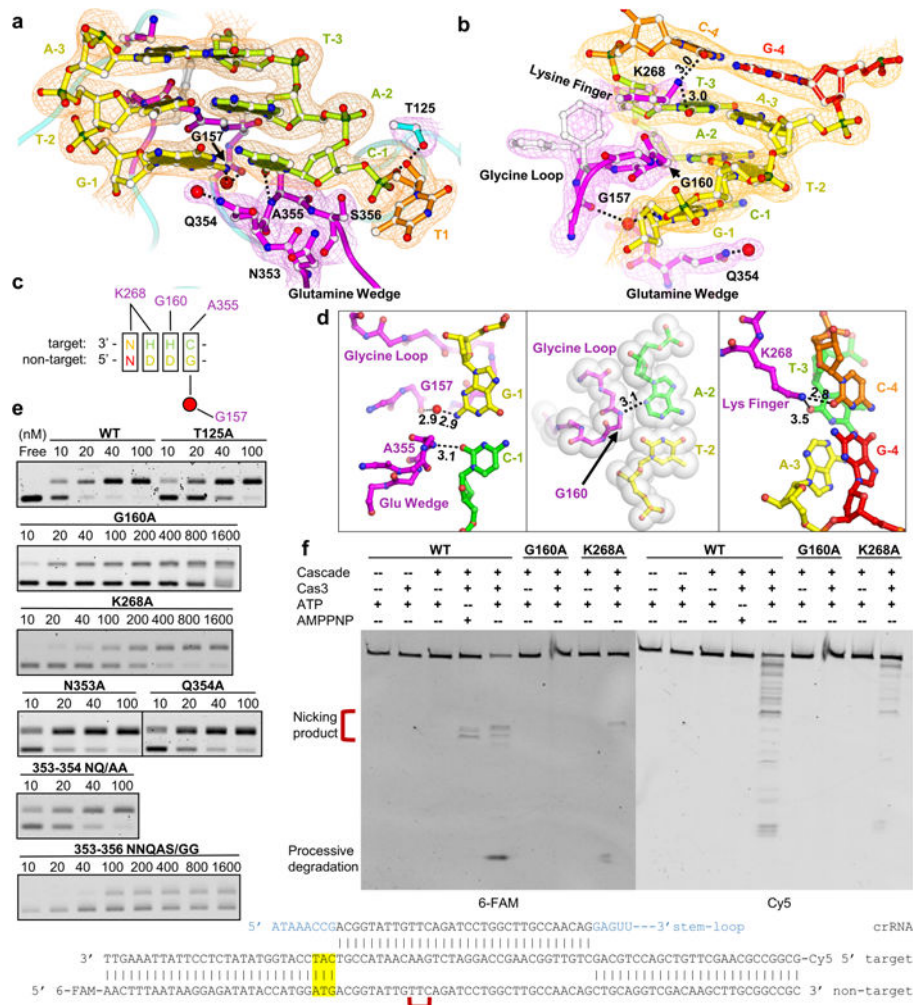 a
A-3
T-3
A-2
T-2
G157
T125
G-1
C-1
Q354
A355
S356
T1
N353
Glutamine Wedge
b
C-4
G-4
3.0
K268
Lysine Finger
T-3
3.0
A-3
A-2
Glycine Loop
G160
T-2
G157
C-1
G-1
Q354
Glutamine Wedge
c
K268 G160 A355
target: 3'- N H H C -
non-target: 5'- N D D G -
G157
d
Glycine Loop
G-1
G157
2.9 2.9
A355
3.1
Glu Wedge
C-1
Glycine Loop
A-2
3.1
T-2
G160
K268
T-3
C-4
2.8
Lys Finger
3.5
G-4
A-3
e
(nM) WT T125A
Free 10 20 40 100 10 20 40 100
G160A
10 20 40 100 200 400 800 1600
K268A
10 20 40 100 200 400 800 1600
N353A Q354A
10 20 40 100 10 20 40 100
353-354 NQ/AA
10 20 40 100
353-356 NNQAS/GG
10 20 40 100 200 400 800 1600
f
WT G160A K268A WT G160A K268A
Cascade -- -- + + + + + + + -- -- + + + + + + +
Cas3 -- + -- + + -- + -- + -- + -- + + -- + -- +
ATP + + + -- + + + + + + + + -- + + + + +
AMPPNP -- -- -- + -- -- -- -- -- -- -- -- + -- -- -- -- --
Nicking product
Processive degradation
6-FAM Cy5
5' ATAAACCGACGGTATTGTTCAGATCCTGGCTTGCCAACAGGAGUU---3'stem-loop crRNA
3' TTGAAATTATTCCTCTATATGGTACCTACTGCCATAACAAGTCTAGGACCGAACGGTTGTCGACGTCCAGCTGTTCGAACGCCGGCG-Cy5 5' target
5' 6-FAM-AACTTTAATAAGGAGATATACCATGGATGACGGTATTGTTCAGATCCTGGCTTGCCAACAGCTGCAGGTCGACAAGCTTGCGGCCGC 3' non-target